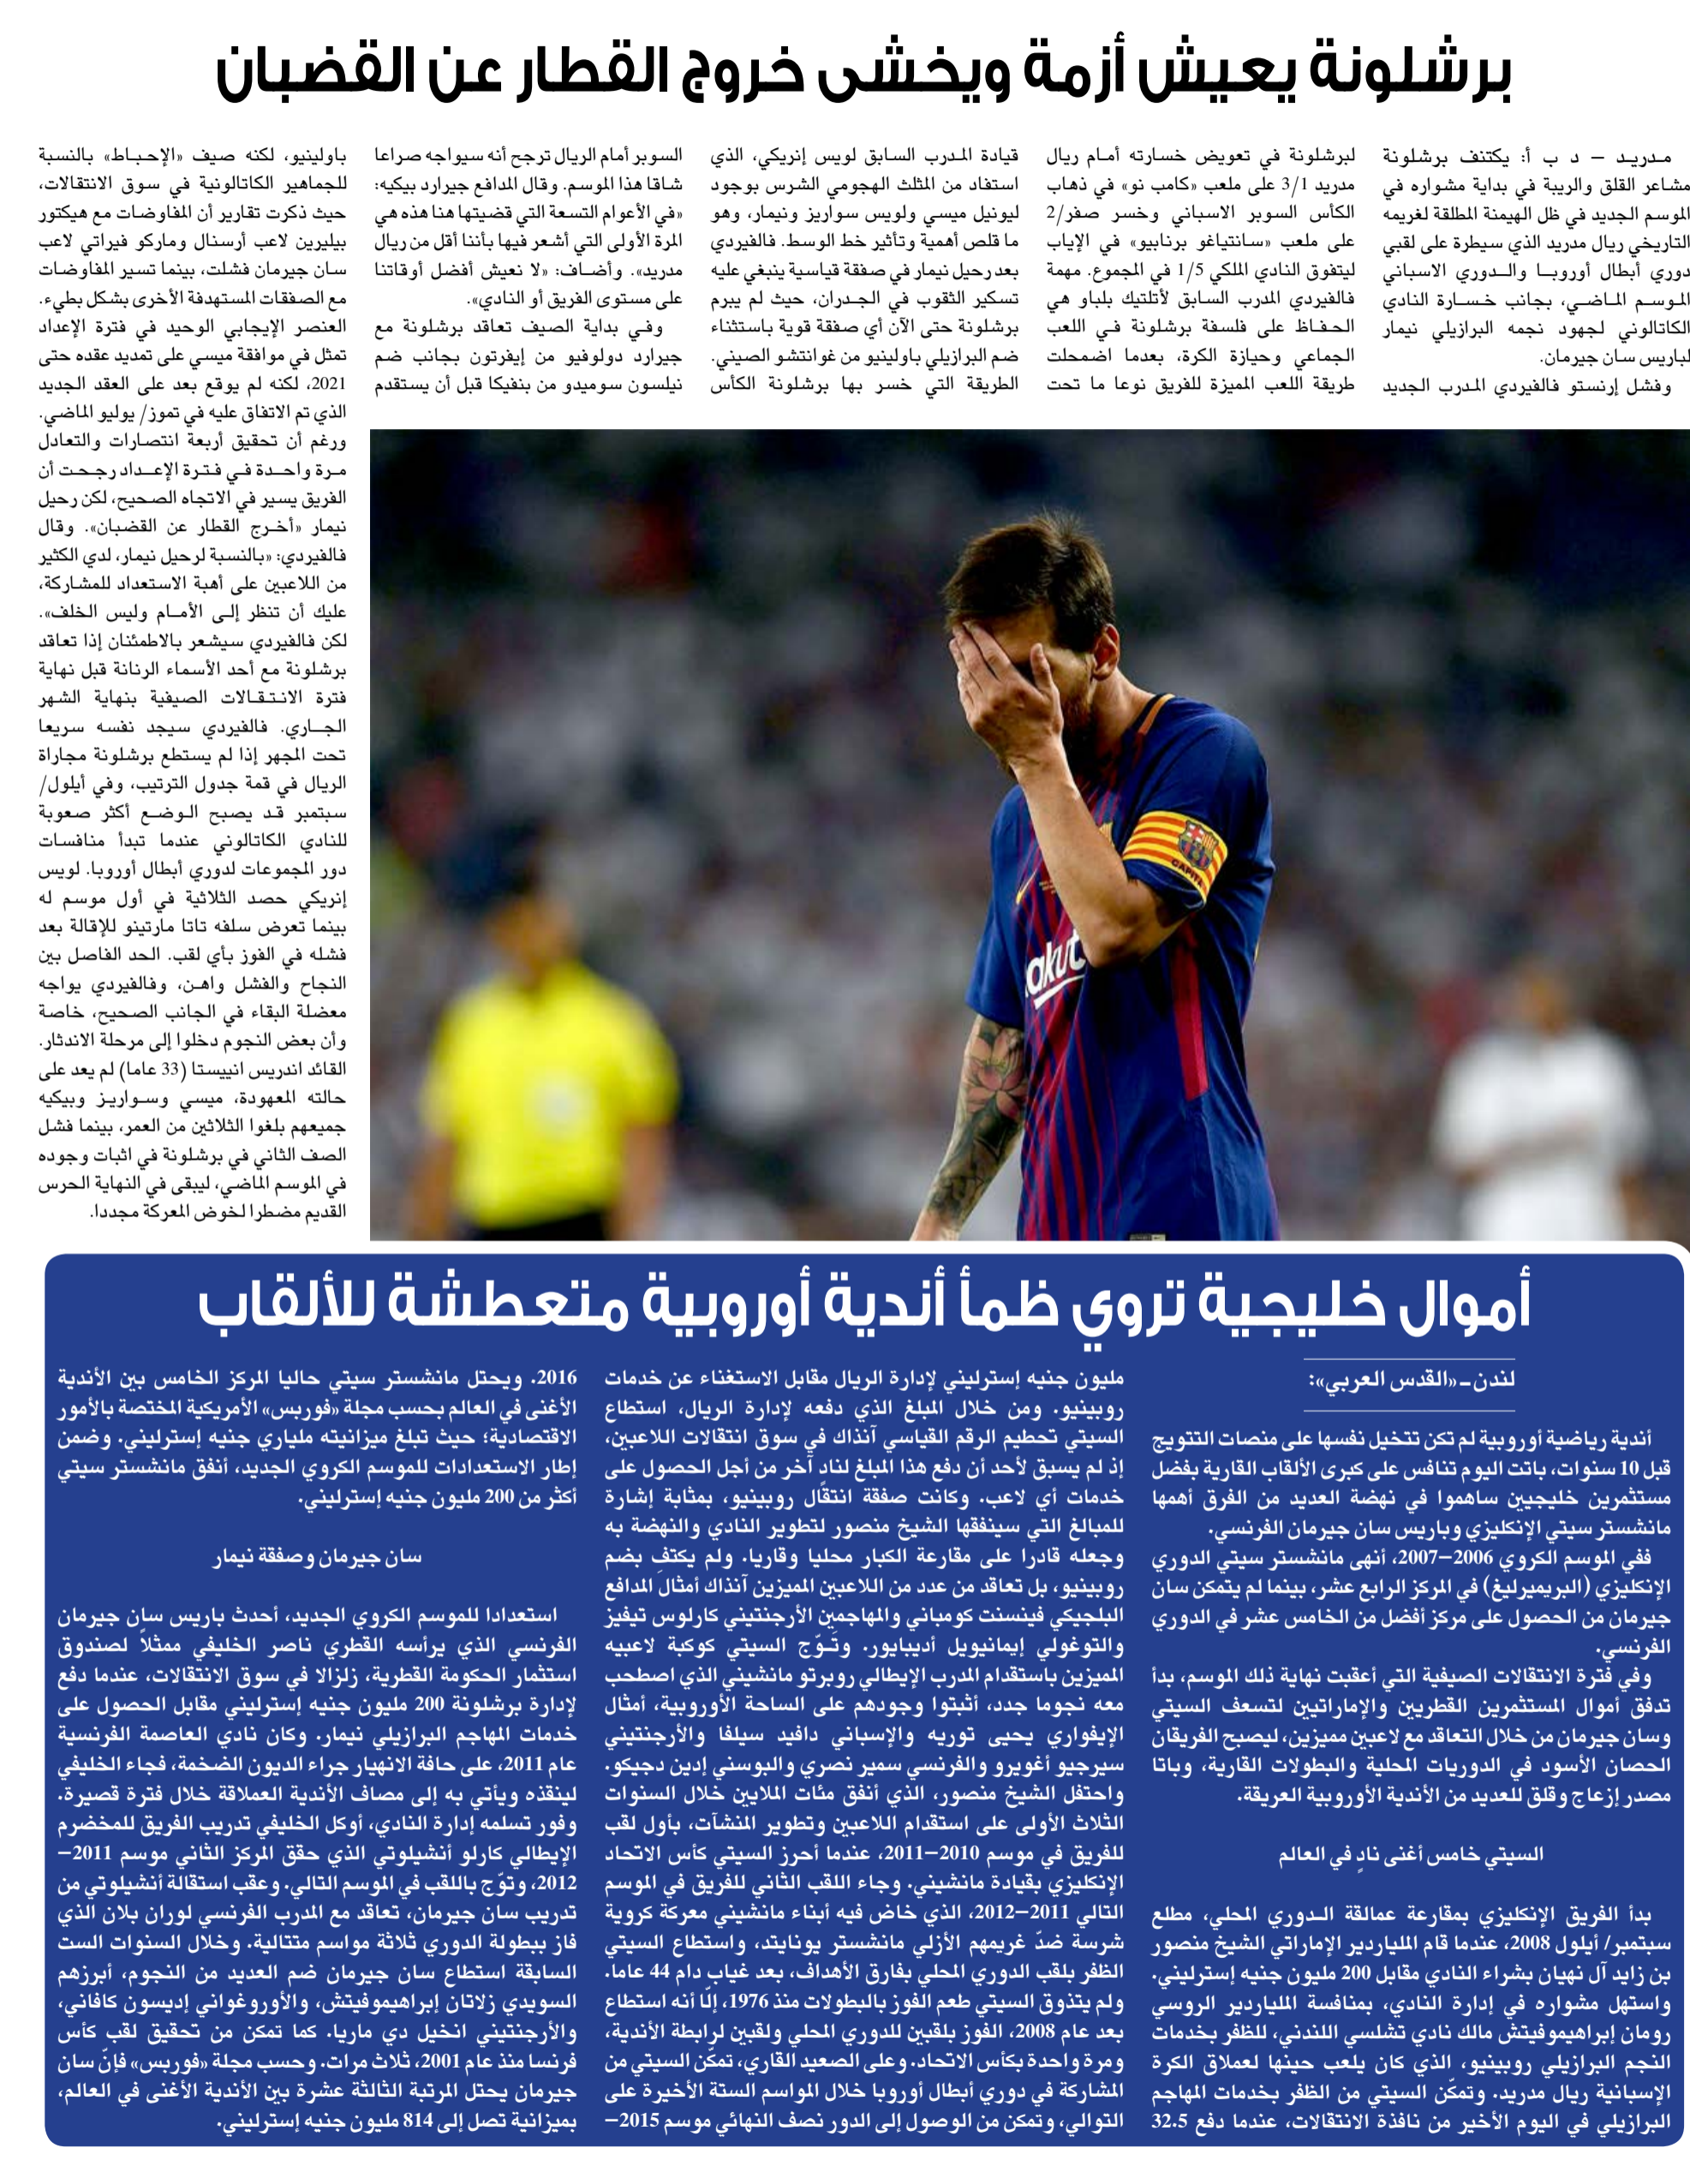 برشلونة يعيش أزمة ويخشى خروج القطار عن القضبان
مـدريـد – د ب أ: يكتنف برشلونة
مشاعر القلق والريبة في بداية مشواره في
الموسم الجديد في ظل الهيمنة المطلقة لغريمه
التاريخي ريال مدريد الذي سيطرة على لقبي
دوري أبطال أوروبـا والـدوري الاسباني
المـوسـم المـاضـي، بجانب خـسـارة النادي
الكاتالوني لجهود نجمه البرازيلي نيمار
لباريس سان جيرمان.
وفشل إرنستو فالفيردي المدرب الجديد
لبرشلونة في تعويض خسارته أمـام ريال
مدريد 3/1 على ملعب «كامب نو» في ذهاب
الكأس السوبر الاسباني وخسر صفر/2
على ملعب «سانتياغو برنابيو» في الإياب
ليتفوق النادي الملكي 5/1 في المجموع. مهمة
فالفيردي المدرب السابق لأتلتيك بلباو هي
الحـفـاظ على فلسفة برشلونة فـي اللعب
الجماعي وحيازة الكرة، بعدما اضمحلت
طريقة اللعب المميزة للفريق نوعا ما تحت
قيادة المـدرب السابق لويس إنريكي، الذي
استفاد من المثلث الهجومي الشرس بوجود
ليونيل ميسي ولويس سواريز ونيمار، وهو
ما قلص أهمية وتأثير خط الوسط. فالفيردي
بعد رحيل نيمار في صفقة قياسية ينبغي عليه
تسكير الثقوب في الجـدران، حيث لم يبرم
برشلونة حتى الآن أي صفقة قوية باستثناء
ضم البرازيلي باولينيو من غوانتشو الصيني.
الطريقة التي خسر بها برشلونة الكأس
السوبر أمام الريال ترجح أنه سيواجه صراعا
شاقا هذا الموسم. وقال المدافع جيرارد بيكيه:
«في الأعوام التسعة التي قضيتها هنا هذه هي
المرة الأولى التي أشعر فيها بأننا أقل من ريال
مدريد». وأضاف: «لا نعيش أفضل أوقاتنا
على مستوى الفريق أو النادي».
وفـي بداية الصيف تعاقد برشلونة مع
جيرارد دولوفيو من إيفرتون بجانب ضم
نيلسون سوميدو من بنفيكا قبل أن يستقدم
باولينيو، لكنه صيف «الإحـبـاط» بالنسبة
للجماهير الكاتالونية في سوق الانتقالات،
حيث ذكرت تقارير أن المفاوضات مع هيكتور
بيليرين لاعب أرسنال وماركو فيراتي لاعب
سان جيرمان فشلت، بينما تسير المفاوضات
مع الصفقات المستهدفة الأخرى بشكل بطيء.
العنصر الإيجابي الوحيد في فترة الإعداد
تمثل في موافقة ميسي على تمديد عقده حتى
2021، لكنه لم يوقع بعد على العقد الجديد
الذي تم الاتفاق عليه في تموز/ يوليو الماضي.
ورغم أن تحقيق أربعة انتصارات والتعادل
مـرة واحـدة فـي فـتـرة الإعــداد رجـحـت أن
الفريق يسير في الاتجاه الصحيح، لكن رحيل
نيمار «أخـرج القطار عن القضبان». وقـال
فالفيردي: «بالنسبة لرحيل نيمار، لدي الكثير
من اللاعبين على أهبة الاستعداد للمشاركة،
عليك أن تنظر إلـى الأمــام وليس الخلف».
لكن فالفيردي سيشعر بالاطمئنان إذا تعاقد
برشلونة مع أحد الأسماء الرنانة قبل نهاية
فترة الانـتـقـالات الصيفية بنهاية الشهر
الجــاري. فالفيردي سيجد نفسه سريعا
تحت المجهر إذا لم يستطع برشلونة مجاراة
الريال في قمة جدول الترتيب، وفي أيلول/
سبتمبر قـد يصبح الـوضـع أكثر صعوبة
للنادي الكاتالوني عندما تبدأ منافسات
دور المجموعات لدوري أبطال أوروبـا. لويس
إنريكي حصد الثلاثية في أول موسم له
بينما تعرض سلفه تاتا مارتينو للإقالة بعد
فشله في الفوز بأي لقب. الحد الفاصل بين
النجاح والفشل واهـن، وفالفيردي يواجه
معضلة البقاء في الجانب الصحيح، خاصة
وأن بعض النجوم دخلوا إلى مرحلة الاندثار.
القائد اندريس انييستا (33 عاما) لم يعد على
حالته المعهودة، ميسي وسـواريـز وبيكيه
جميعهم بلغوا الثلاثين من العمر، بينما فشل
الصف الثاني في برشلونة في اثبات وجوده
في الموسم الماضي، ليبقى في النهاية الحرس
القديم مضطرا لخوض المعركة مجددا.
CAPITA
akut
أموال خليجية تروي ظمأ أندية أوروبية متعطشة للألقاب
لندن ـ «القدس العربي»:
أندية رياضية أوروبية لم تكن تتخيل نفسها على منصات التتويج
قبل 10 سنوات، باتت اليوم تنافس على كبرى الألقاب القارية بفضل
مستثمرين خليجيين ساهموا في نهضة العديد من الفرق أهمها
مانشستر سيتي الإنكليزي وباريس سان جيرمان الفرنسي.
ففي الموسم الكروي 2006–2007، أنهى مانشستر سيتي الدوري
الإنكليزي (البريميرليغ) في المركز الرابع عشر، بينما لم يتمكن سان
جيرمان من الحصول على مركز أفضل من الخامس عشر في الدوري
الفرنسي.
وفي فترة الانتقالات الصيفية التي أعقبت نهاية ذلك الموسم، بدأ
تدفق أموال المستثمرين القطريين والإماراتيين لتسعف السيتي
وسان جيرمان من خلال التعاقد مع لاعبين مميزين، ليصبح الفريقان
الحصان الأسود في الدوريات المحلية والبطولات القارية، وباتا
مصدر إزعاج وقلق للعديد من الأندية الأوروبية العريقة.
السيتي خامس أغنى نادٍ في العالم
بدأ الفريق الإنكليزي بمقارعة عمالقة الـدوري المحلي، مطلع
سبتمبر/ أيلول 2008، عندما قام الملياردير الإماراتي الشيخ منصور
بن زايد آل نهيان بشراء النادي مقابل 200 مليون جنيه إسترليني.
واستهل مشواره في إدارة النادي، بمنافسة الملياردير الروسي
رومان إبراهيموفيتش مالك نادي تشلسي اللندني، للظفر بخدمات
النجم البرازيلي روبينيو، الذي كان يلعب حينها لعملاق الكرة
الإسبانية ريال مدريد. وتمكّن السيتي من الظفر بخدمات المهاجم
البرازيلي في اليوم الأخير من نافذة الانتقالات، عندما دفع 32.5
مليون جنيه إسترليني لإدارة الريال مقابل الاستغناء عن خدمات
روبينيو. ومن خلال المبلغ الذي دفعه لإدارة الريال، استطاع
السيتي تحطيم الرقم القياسي آنذاك في سوق انتقالات اللاعبين،
إذ لم يسبق لأحد أن دفع هذا المبلغ لناد آخر من أجل الحصول على
خدمات أي لاعب. وكانت صفقة انتقال روبينيو، بمثابة إشارة
للمبالغ التي سينفقها الشيخ منصور لتطوير النادي والنهضة به
وجعله قادرا على مقارعة الكبار محليا وقاريا. ولم يكتفِ بضم
روبينيو، بل تعاقد من عدد من اللاعبين المميزين آنذاك أمثال المدافع
البلجيكي فينسنت كومباني والمهاجمين الأرجنتيني كارلوس تيفيز
والتوغولي إيمانيويل أديبايور. وتـوّج السيتي كوكبة لاعبيه
المميزين باستقدام المدرب الإيطالي روبرتو مانشيني الذي اصطحب
معه نجوما جدد، أثبتوا وجودهم على الساحة الأوروبية، أمثال
الإيفواري يحيى توريه والإسباني دافيد سيلفا والأرجنتيني
سيرجيو أغويرو والفرنسي سمير نصري والبوسني إدين دجيكو.
واحتفل الشيخ منصور، الذي أنفق مئات الملايين خلال السنوات
الثلاث الأولى على استقدام اللاعبين وتطوير المنشآت، بأول لقب
للفريق في موسم 2010–2011، عندما أحرز السيتي كأس الاتحاد
الإنكليزي بقيادة مانشيني. وجاء اللقب الثاني للفريق في الموسم
التالي 2011–2012، الذي خاض فيه أبناء مانشيني معركة كروية
شرسة ضدّ غريمهم الأزلي مانشستر يونايتد، واستطاع السيتي
الظفر بلقب الدوري المحلي بفارق الأهداف، بعد غياب دام 44 عاما.
ولم يتذوق السيتي طعم الفوز بالبطولات منذ 1976، إلّا أنه استطاع
بعد عام 2008، الفوز بلقبين للدوري المحلي ولقبين لرابطة الأندية،
ومرة واحدة بكأس الاتحاد. وعلى الصعيد القاري، تمكّن السيتي من
المشاركة في دوري أبطال أوروبا خلال المواسم الستة الأخيرة على
التوالي، وتمكن من الوصول إلى الدور نصف النهائي موسم 2015–
2016. ويحتل مانشستر سيتي حاليا المركز الخامس بين الأندية
الأغنى في العالم بحسب مجلة «فوربس» الأمريكية المختصة بالأمور
الاقتصادية؛ حيث تبلغ ميزانيته ملياري جنيه إسترليني. وضمن
إطار الاستعدادات للموسم الكروي الجديد، أنفق مانشستر سيتي
أكثر من 200 مليون جنيه إسترليني.
سان جيرمان وصفقة نيمار
استعدادا للموسم الكروي الجديد، أحدث باريس سان جيرمان
الفرنسي الذي يرأسه القطري ناصر الخليفي ممثلاً لصندوق
استثمار الحكومة القطرية، زلزالا في سوق الانتقالات، عندما دفع
لإدارة برشلونة 200 مليون جنيه إسترليني مقابل الحصول على
خدمات المهاجم البرازيلي نيمار. وكان نادي العاصمة الفرنسية
عام 2011، على حافة الانهيار جراء الديون الضخمة، فجاء الخليفي
لينقذه ويأتي به إلى مصاف الأندية العملاقة خلال فترة قصيرة.
وفور تسلمه إدارة النادي، أوكل الخليفي تدريب الفريق للمخضرم
الإيطالي كارلو أنشيلوتي الذي حقق المركز الثاني موسم 2011–
2012، وتوّج باللقب في الموسم التالي. وعقب استقالة أنشيلوتي من
تدريب سان جيرمان، تعاقد مع المدرب الفرنسي لوران بلان الذي
فاز ببطولة الدوري ثلاثة مواسم متتالية. وخلال السنوات الست
السابقة استطاع سان جيرمان ضم العديد من النجوم، أبرزهم
السويدي زلاتان إبراهيموفيتش، والأوروغواني إديسون كافاني،
والأرجنتيني انخيل دي ماريا. كما تمكن من تحقيق لقب كأس
فرنسا منذ عام 2001، ثلاث مرات. وحسب مجلة «فوربس» فإنّ سان
جيرمان يحتل المرتبة الثالثة عشرة بين الأندية الأغنى في العالم،
بميزانية تصل إلى 814 مليون جنيه إسترليني.